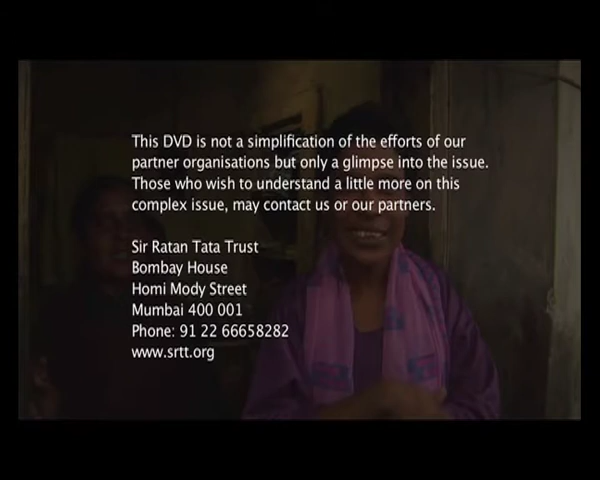 This DVD is not a simplification of the efforts of our
partner organisations but only a glimpse into the issue.
Those who wish to understand a little more on this
complex issue, may contact us or our partners.
Sir Ratan Tata Trust
Bombay House
Homi Mody Street
Mumbai 400 001
Phone: 91 22 66658282
www.srtt.org